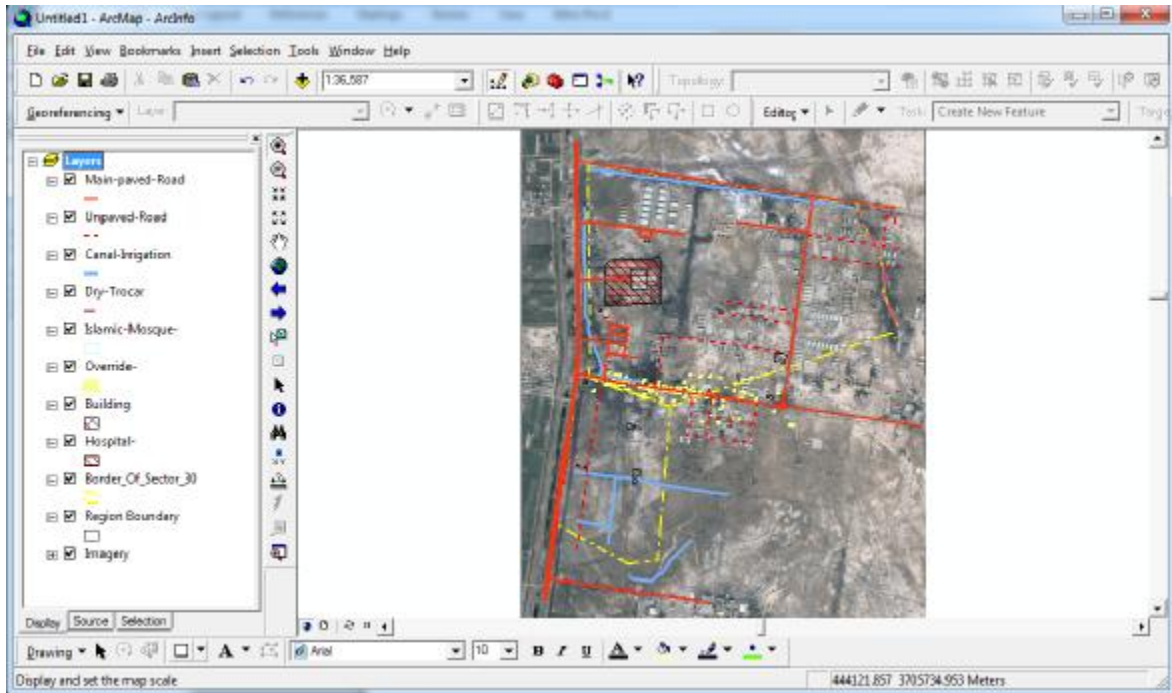 Untitled1 - ArcMap - ArcInfo
File Edit View Bookmarks Insert Selection Tools Window Help
1:36,587
Topology:
Georeferencing Layer:
Editor Task: Create New Feature
Layers
Main-paved-Road
Unpaved-Road
Canal-Irrigation
Dry-Trocar
Islamic-Mosque-
Override-
Building
Hospital-
Border_Of_Sector_30
Region Boundary
Imagery
Display Source Selection
Drawing A Arial 10 B I U A
Display and set the map scale 444121.857 3705734.953 Meters